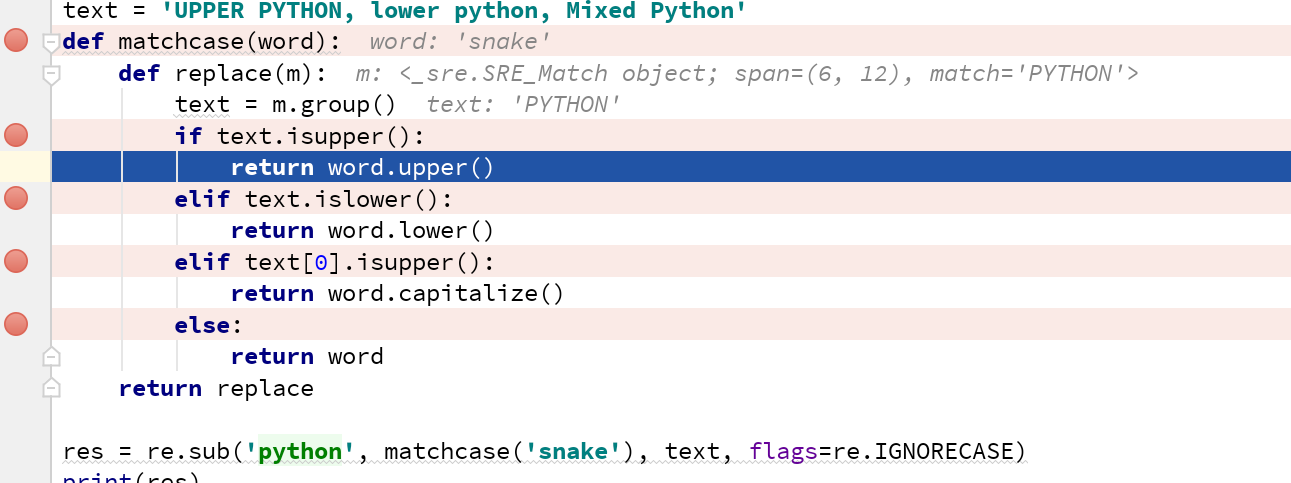 text = 'UPPER PYTHON, lower python, Mixed Python'
def matchcase(word):  word: 'snake'
    def replace(m):  m: <_sre.SRE_Match object; span=(6, 12), match='PYTHON'>
        text = m.group()  text: 'PYTHON'
        if text.isupper():
            return word.upper()
        elif text.islower():
            return word.lower()
        elif text[0].isupper():
            return word.capitalize()
        else:
            return word
    return replace
res = re.sub('python', matchcase('snake'), text, flags=re.IGNORECASE)
print(res)